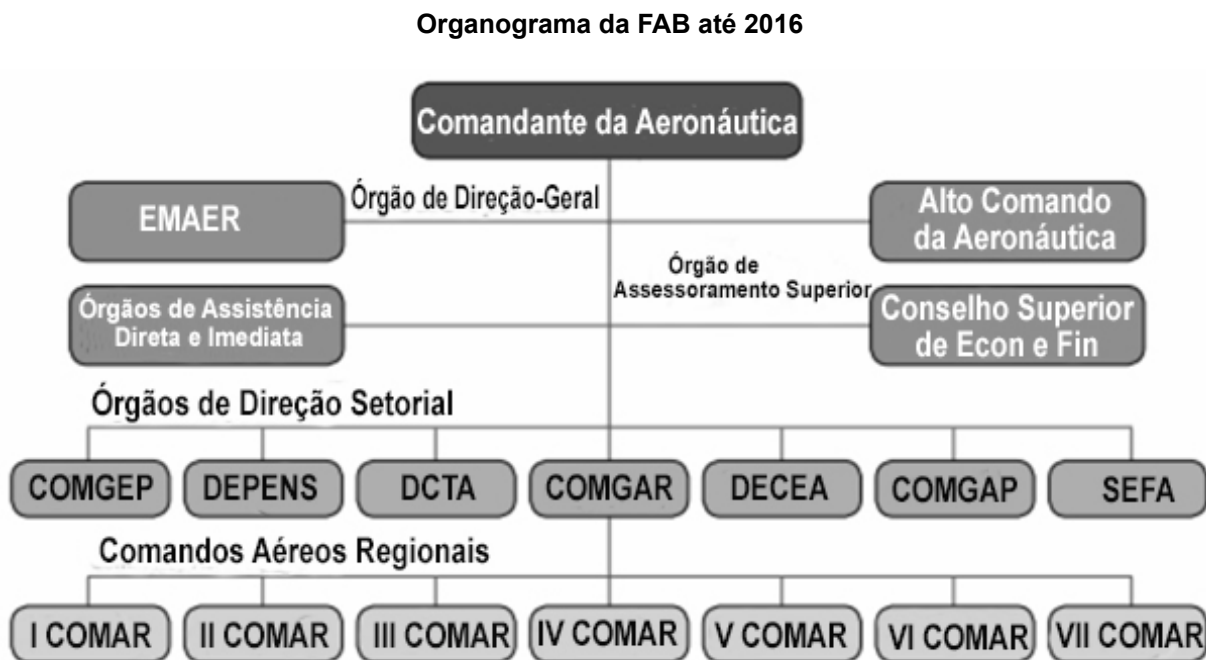 Organograma da FAB até 2016
Comandante da Aeronáutica
EMAER
Órgão de Direção-Geral
Alto Comando
da Aeronáutica
Órgãos de Assistência
Direta e Imediata
Órgão de
Assessoramento Superior
Conselho Superior
de Econ e Fin
Órgãos de Direção Setorial
COMGEP DEPENS DCTA COMGAR DECEA COMGAP SEFA
Comandos Aéreos Regionais
I COMAR II COMAR III COMAR IV COMAR V COMAR VI COMAR VII COMAR